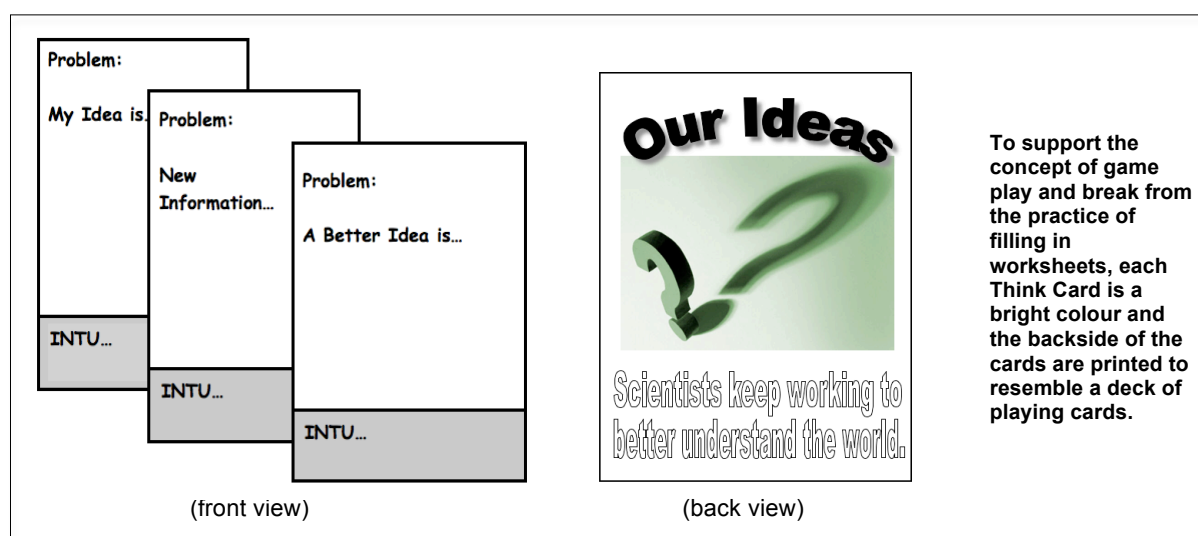 Problem:
My Idea is.
INTU…
Problem:
New
Information…
INTU…
Problem:
A Better Idea is…
INTU…
(front view)
Our Ideas
Scientists keep working to
better understand the world.
(back view)
To support the
concept of game
play and break from
the practice of
filling in
worksheets, each
Think Card is a
bright colour and
the backside of the
cards are printed to
resemble a deck of
playing cards.